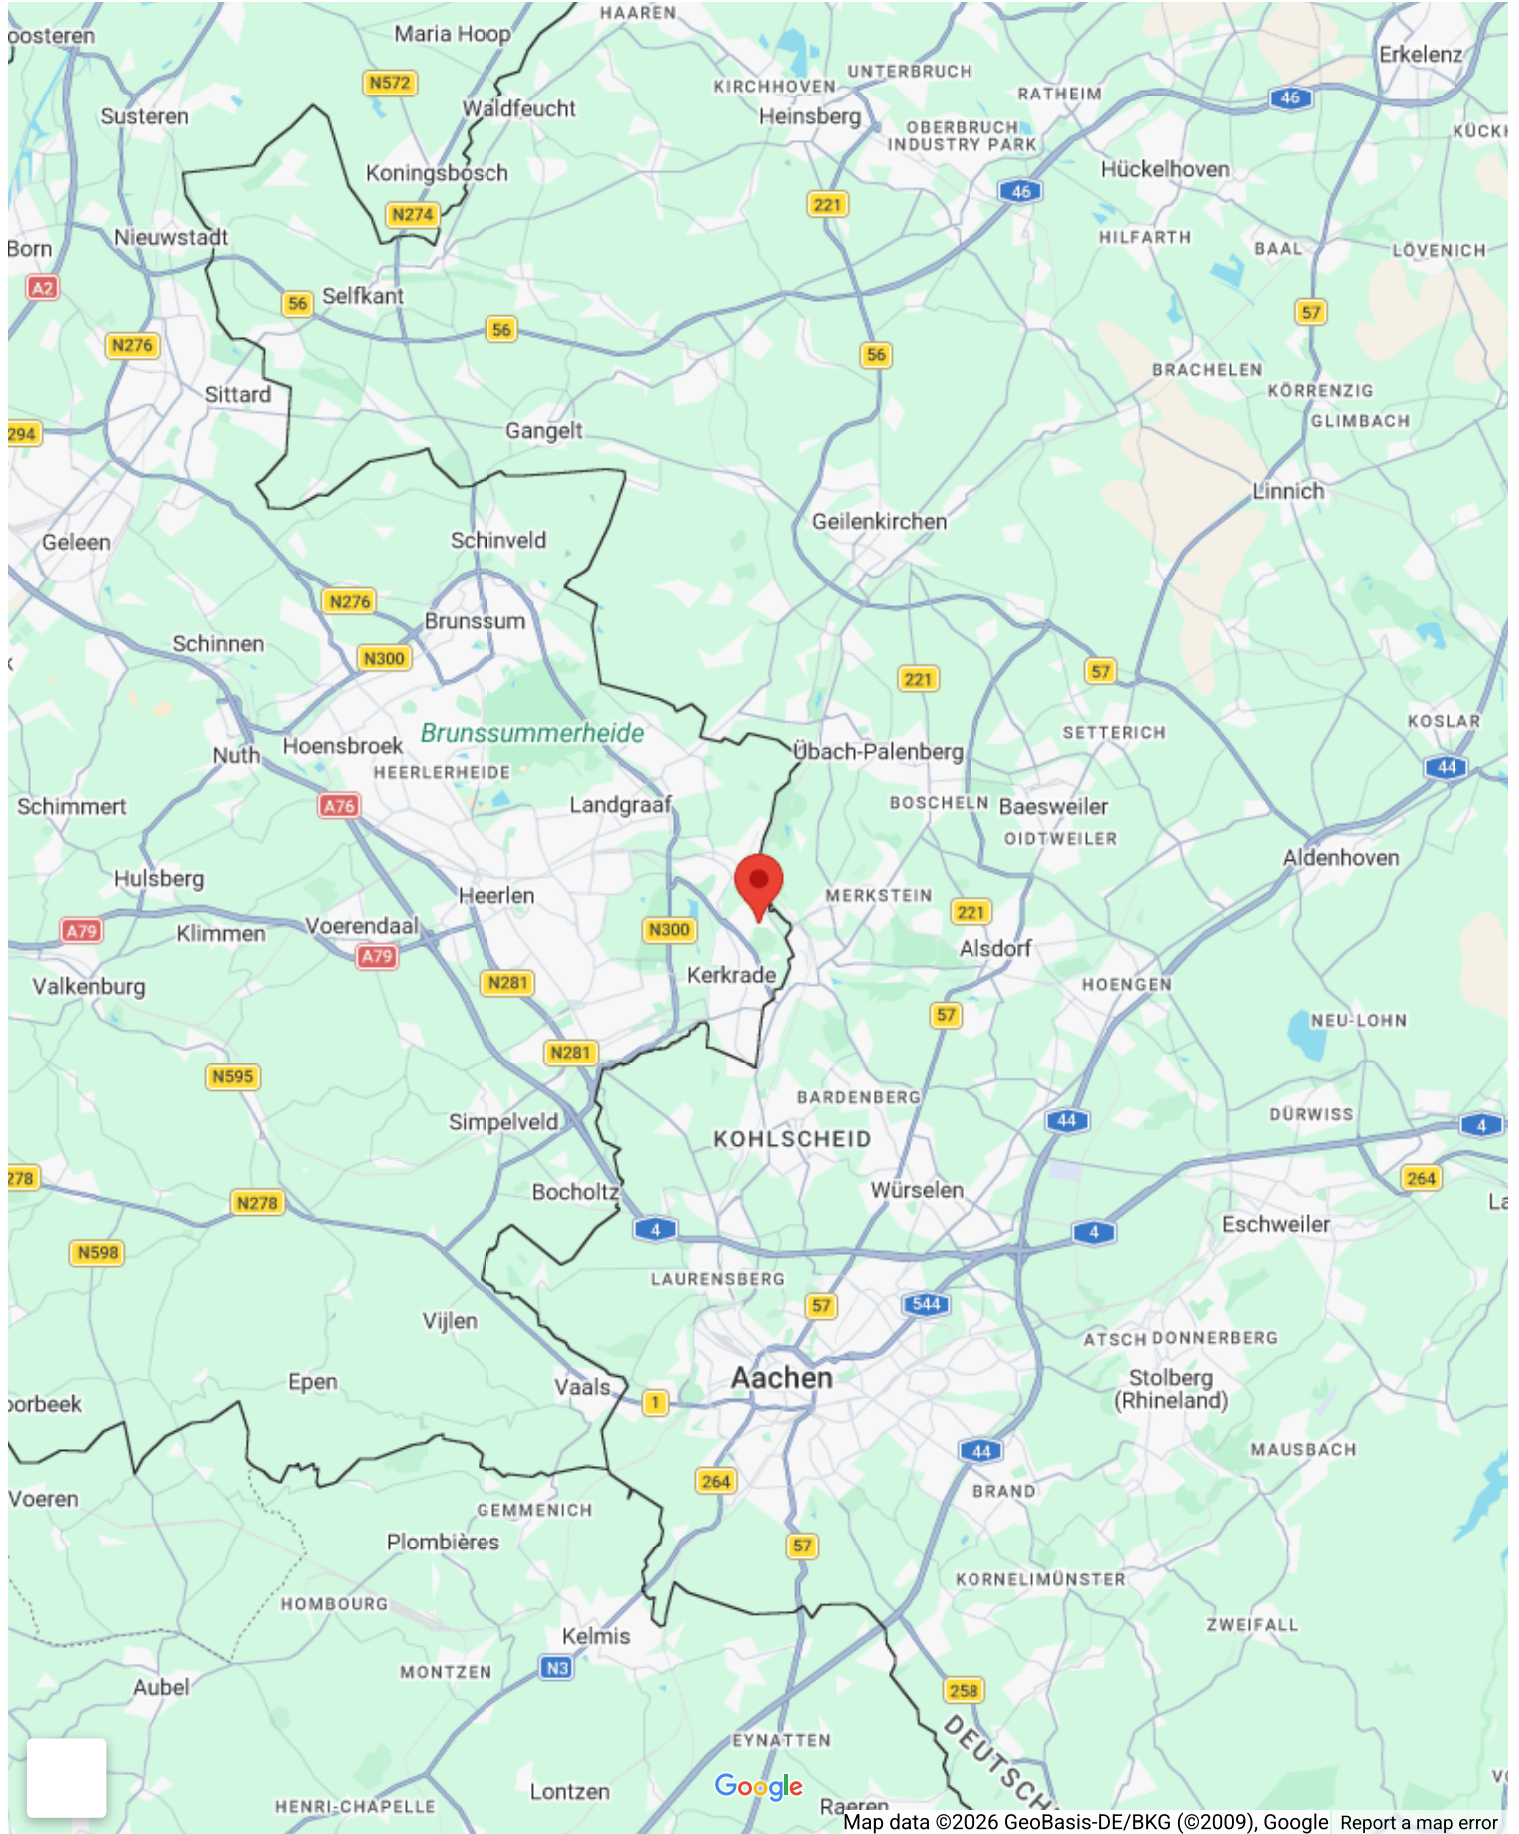 HAAREN
oosteren
Maria Hoop
Erkelenz
UNTERBRUCH
N572
KIRCHHOVEN
RATHEIM
46
Susteren
Waldfeucht
Heinsberg
OBERBRUCH
INDUSTRY PARK
Koningsbosch
Hückelhoven
46
221
N274
Nieuwstadt
HILFARTH
Born
BAAL
LÖVENICH
A2
56
Selfkant
57
56
N276
56
BRACHELEN
Sittard
KÖRRENZIG
GLIMBACH
294
Gangelt
Linnich
Geilenkirchen
Geleen
Schinveld
N276
Brunssum
Schinnen
N300
57
221
KOSLAR
Brunssummerheide
SETTERICH
Hoensbroek
Nuth
Übach-Palenberg
HEERLERHEIDE
44
Schimmert
A76
Landgraaf
BOSCHELN
Baesweiler
OIDTWEILER
Aldenhoven
Hulsberg
Heerlen
MERKSTEIN
221
A79
Klimmen
Voerendaal
N300
A79
Alsdorf
Valkenburg
N281
Kerkrade
HOENGEN
57
NEU-LOHN
N281
N595
BARDENBERG
DÜRWISS
44
4
Simpelveld
KOHLSCHEID
278
264
Bocholtz
Würselen
N278
La
4
4
Eschweiler
N598
LAURENSBERG
57
544
Vijlen
ATSCH
DONNERBERG
Aachen
Stolberg
(Rhineland)
Epen
Vaals
1
oorbeek
44
MAUSBACH
264
BRAND
Voeren
GEMMENICH
Plombières
57
KORNELIMÜNSTER
HOMBOURG
ZWEIFALL
Kelmis
N3
MONTZEN
Aubel
258
EYNATTEN
DEUTSCH
Google
Lontzen
HENRI-CHAPELLE
Raeren
Map data ©2026 GeoBasis-DE/BKG (©2009), Google
Report a map error